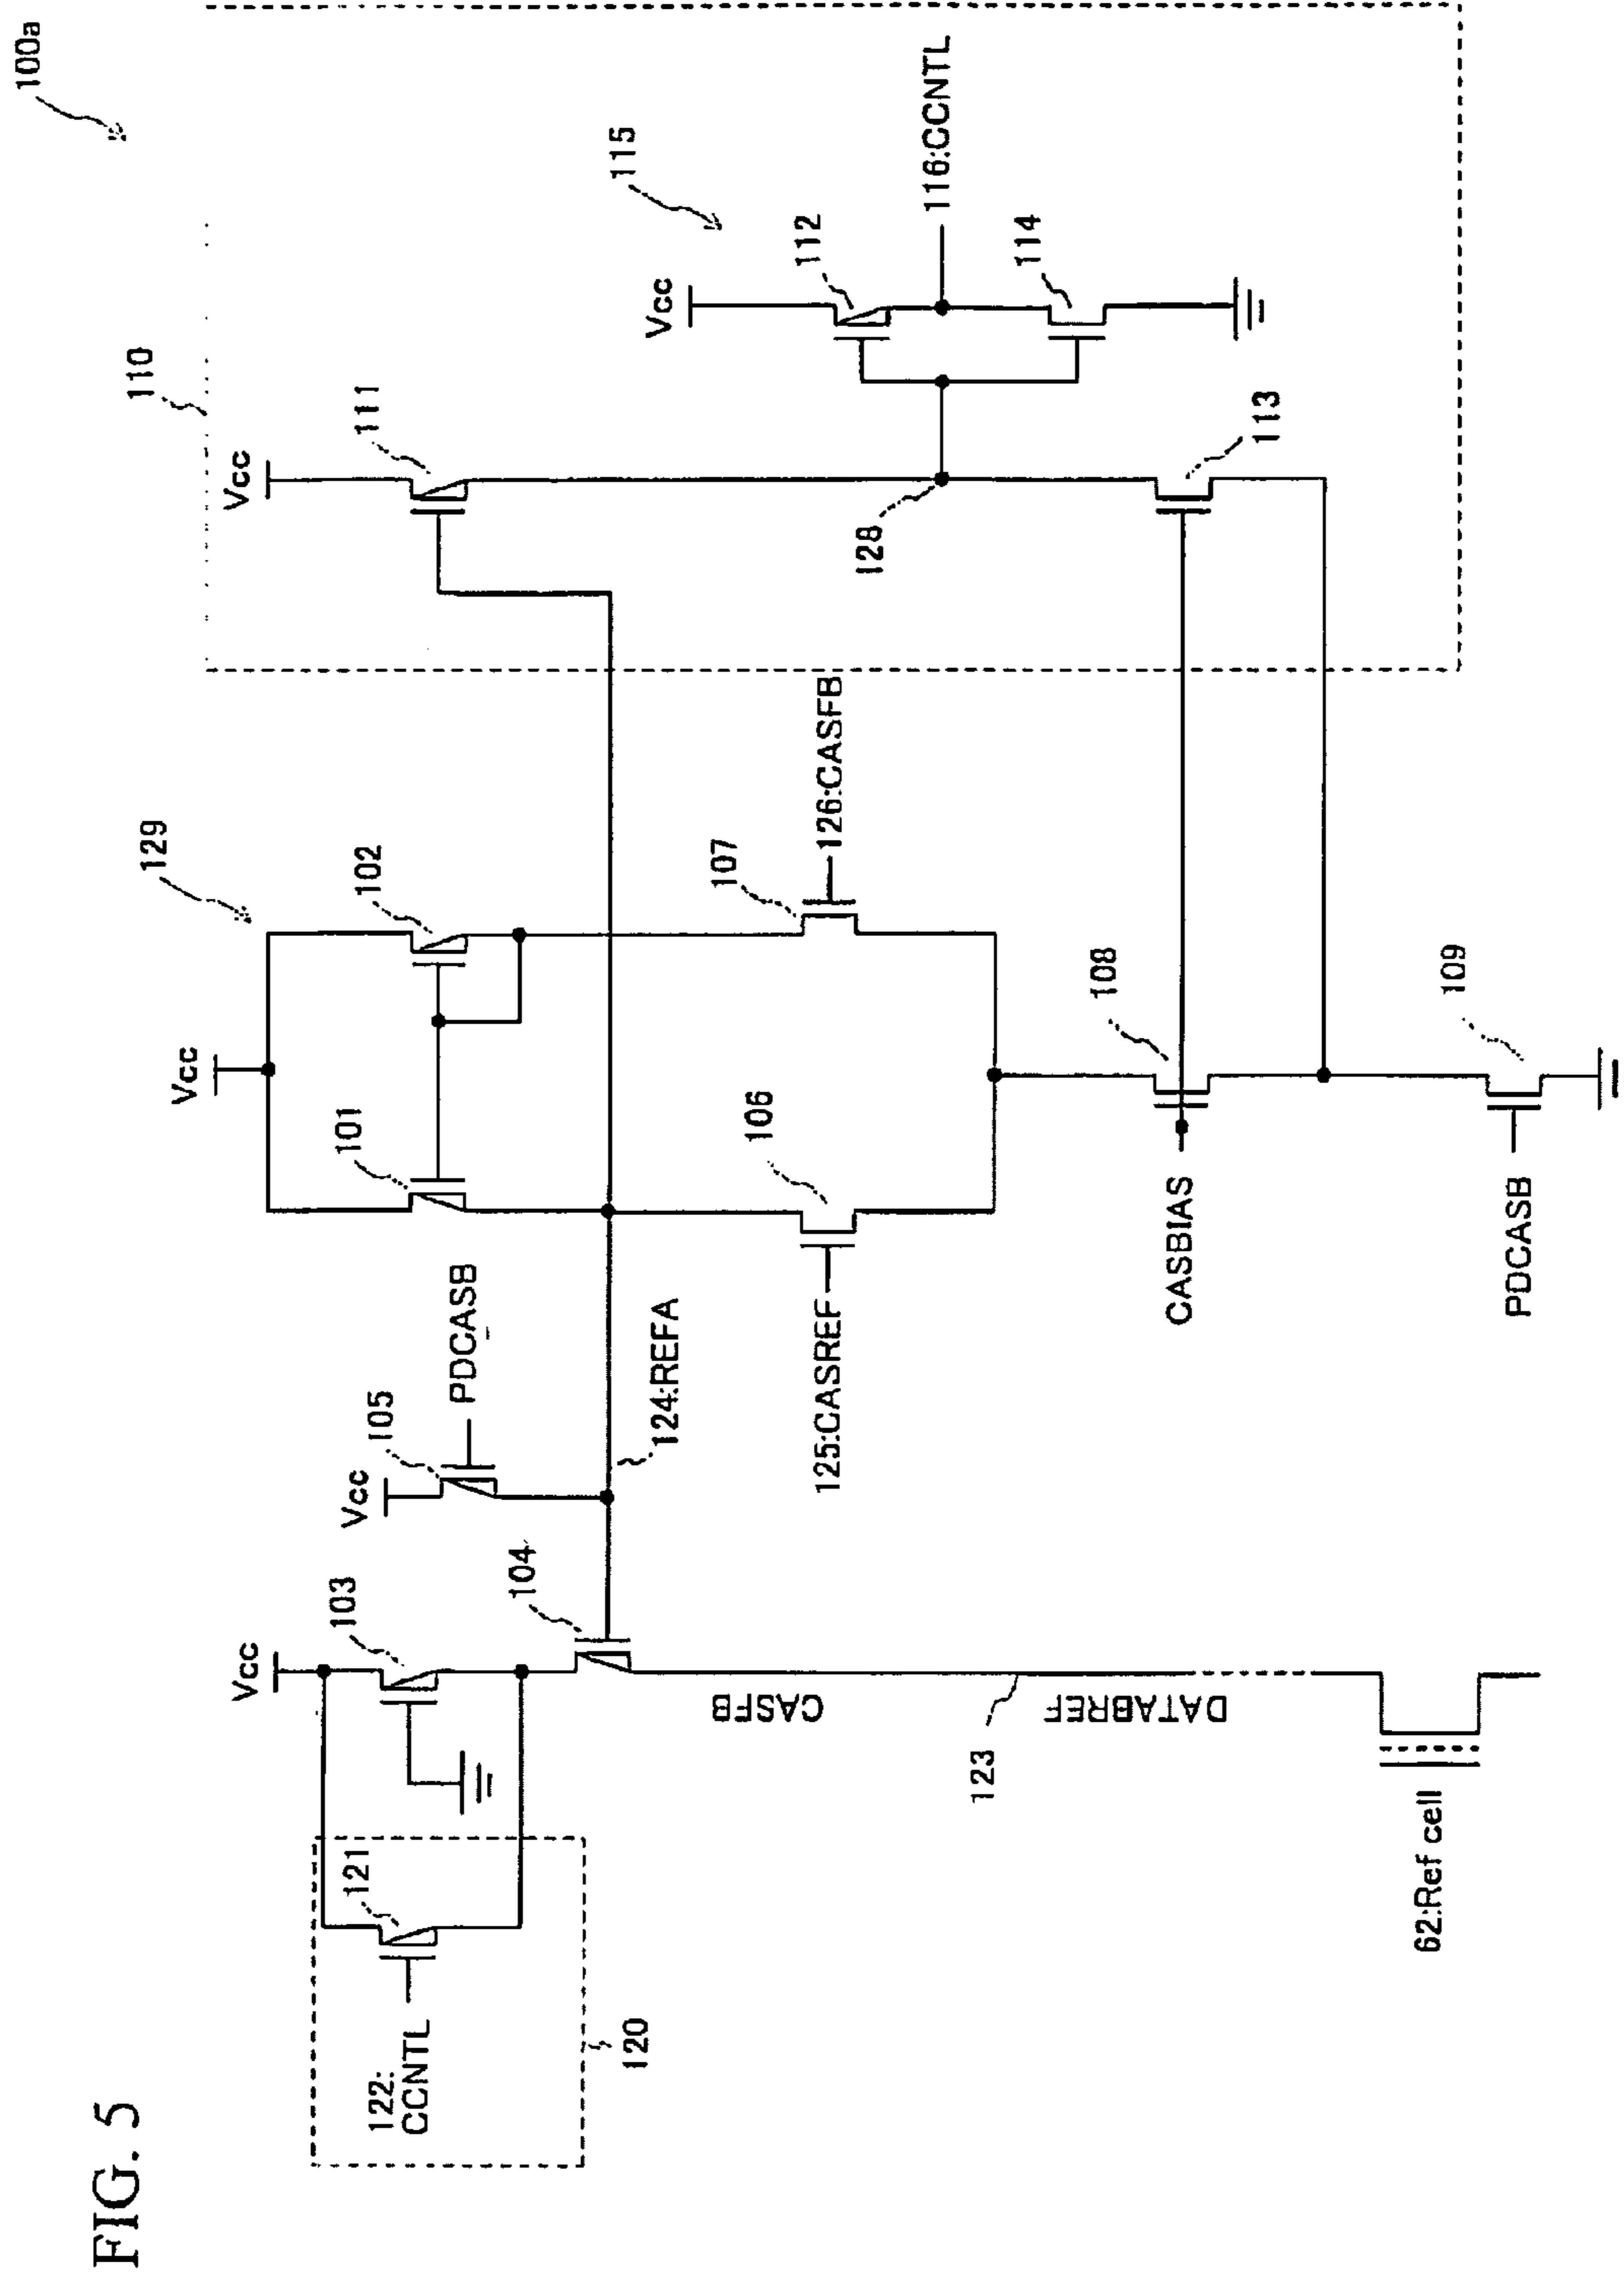 FIG. 5
100a
110
115
129
120
122:
CCNTL
121
Vcc
103
104
Vcc
105
PDCASB
124:REFA
Vcc
101
102
Vcc
111
Vcc
112
116:CCNTL
114
128
113
125:CASREF
106
107
126:CASFB
CASFB
123
DATABREF
62:Ref cell
CASBIAS
108
PDCASB
109